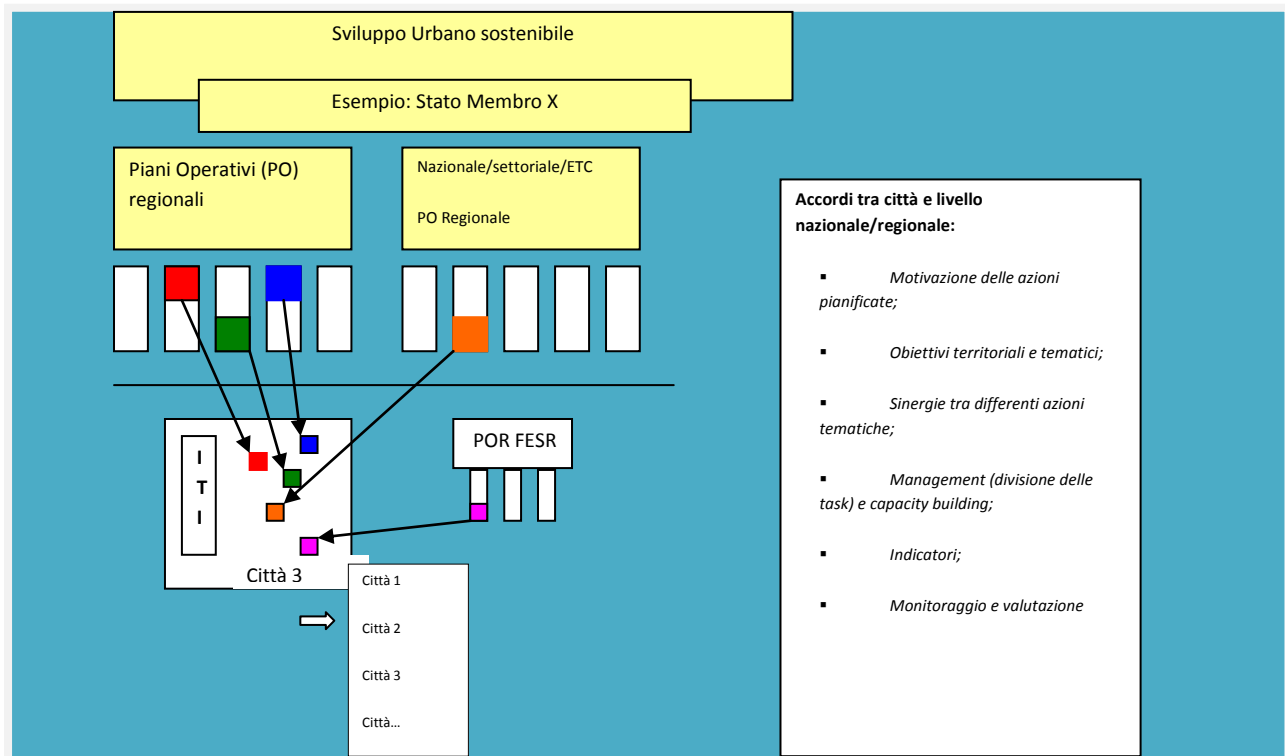 Sviluppo Urbano sostenibile
Esempio: Stato Membro X
Piani Operativi (PO)
regionali
Nazionale/settoriale/ETC
PO Regionale
I
T
I
Città 3
POR FESR
Città 1
Città 2
Città 3
Città...
Accordi tra città e livello
nazionale/regionale:
▪ Motivazione delle azioni
pianificate;
▪ Obiettivi territoriali e tematici;
▪ Sinergie tra differenti azioni
tematiche;
▪ Management (divisione delle
task) e capacity building;
▪ Indicatori;
▪ Monitoraggio e valutazione